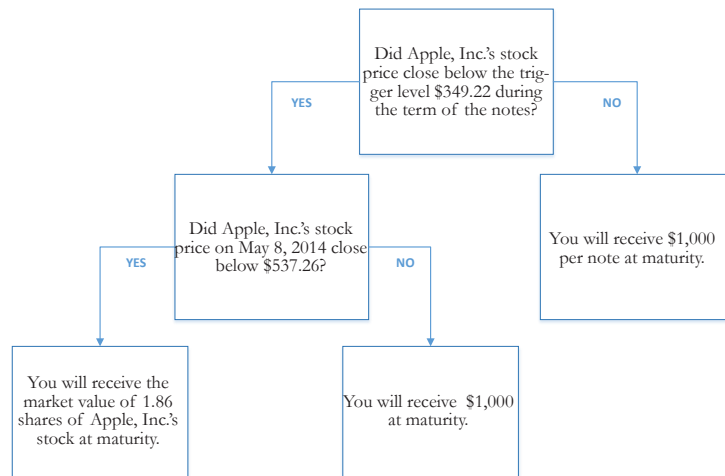 Did Apple, Inc.'s stock
price close below the trig-
ger level $349.22 during
the term of the notes?
YES
NO
Did Apple, Inc.'s stock
price on May 8, 2014 close
below $537.26?
You will receive $1,000
per note at maturity.
YES
NO
You will receive the
market value of 1.86
shares of Apple, Inc.'s
stock at maturity.
You will receive $1,000
at maturity.